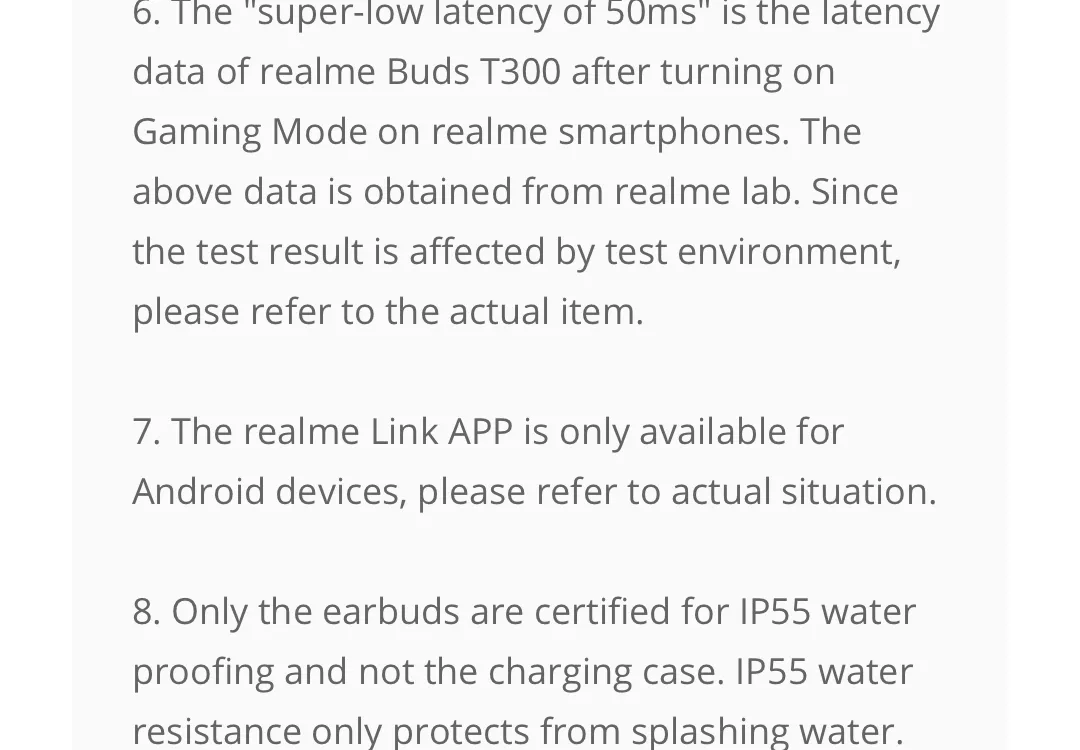 6. The "super-low latency of 50ms" is the latency
data of realme Buds T300 after turning on
Gaming Mode on realme smartphones. The
above data is obtained from realme lab. Since
the test result is affected by test environment,
please refer to the actual item.
7. The realme Link APP is only available for
Android devices, please refer to actual situation.
8. Only the earbuds are certified for IP55 water
proofing and not the charging case. IP55 water
resistance only protects from splashing water.